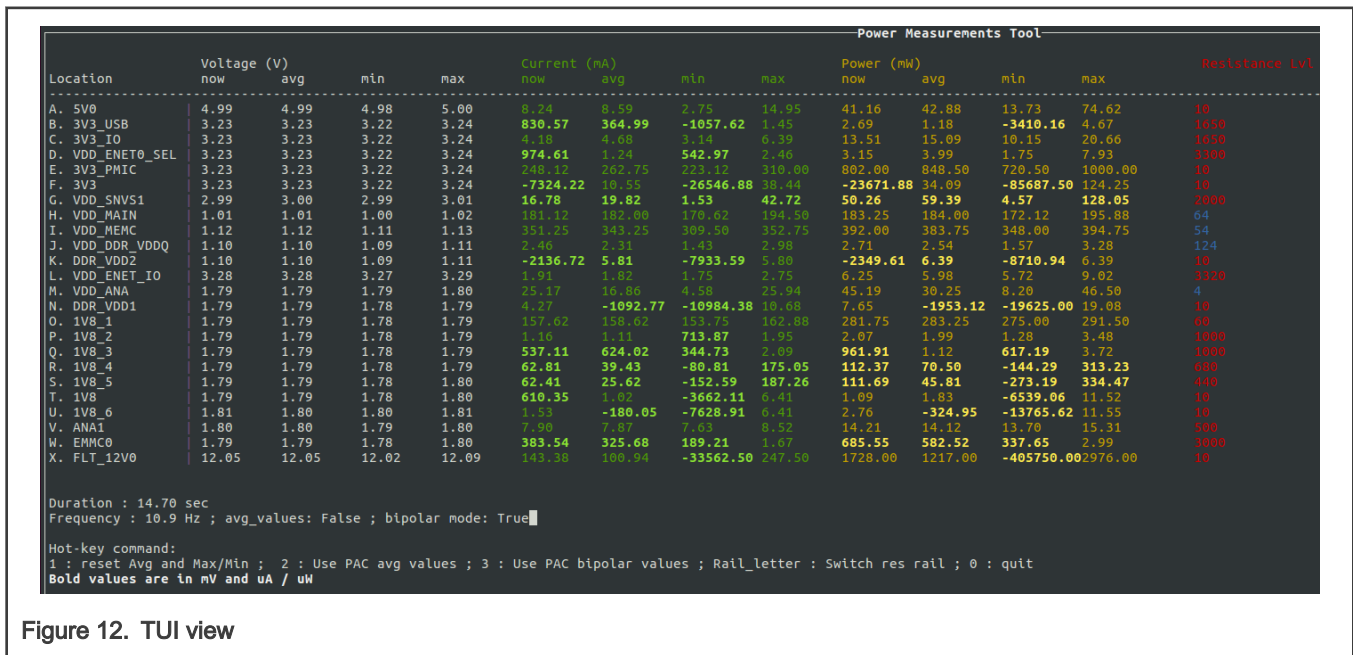 Power Measurements Tool
Voltage (V) Current (mA) Power (mW) Resistance Lvl
Location now avg min max now avg min max now avg min max
A. 5V0 | 4.99 4.99 4.98 5.00 8.24 8.59 2.75 14.95 41.16 42.88 13.73 74.62 10
B. 3V3_USB | 3.23 3.23 3.22 3.24 830.57 364.99 -1057.62 1.45 2.69 1.18 -3410.16 4.67 1650
C. 3V3_IO | 3.23 3.23 3.22 3.24 4.18 4.68 3.14 6.39 13.51 15.09 10.15 20.66 1650
D. VDD_ENET0_SEL | 3.23 3.23 3.22 3.24 974.61 1.24 542.97 2.46 3.15 3.99 1.75 7.93 3300
E. 3V3_PMIC | 3.23 3.23 3.22 3.24 248.12 262.75 223.12 310.00 802.00 848.50 720.50 1000.00 10
F. 3V3 | 3.23 3.23 3.22 3.24 -7324.22 10.55 -26546.88 38.44 -23671.88 34.09 -85687.50 124.25 10
G. VDD_SNVS1 | 2.99 3.00 2.99 3.01 16.78 19.82 1.53 42.72 50.26 59.39 4.57 128.05 2000
H. VDD_MAIN | 1.01 1.01 1.00 1.02 181.12 182.00 170.62 194.50 183.25 184.00 172.12 195.88 64
I. VDD_MEMC | 1.12 1.12 1.11 1.13 351.25 343.25 309.50 352.75 392.00 383.75 348.00 394.75 54
J. VDD_DDR_VDDQ | 1.10 1.10 1.09 1.11 2.46 2.31 1.43 2.98 2.71 2.54 1.57 3.28 124
K. DDR_VDD2 | 1.10 1.10 1.09 1.11 -2136.72 5.81 -7933.59 5.80 -2349.61 6.39 -8710.94 6.39 10
L. VDD_ENET_IO | 3.28 3.28 3.27 3.29 1.91 1.82 1.75 2.75 6.25 5.98 5.72 9.02 3320
M. VDD_ANA | 1.79 1.79 1.79 1.80 25.17 16.86 4.58 25.94 45.19 30.25 8.20 46.50 4
N. DDR_VDD1 | 1.79 1.79 1.78 1.79 4.27 -1092.77 -10984.38 10.68 7.65 -1953.12 -19625.00 19.08 10
O. 1V8_1 | 1.79 1.79 1.78 1.79 157.62 158.62 153.75 162.88 281.75 283.25 275.00 291.50 60
P. 1V8_2 | 1.79 1.79 1.78 1.79 1.16 1.11 713.87 1.95 2.07 1.99 1.28 3.48 1000
Q. 1V8_3 | 1.79 1.79 1.78 1.79 537.11 624.02 344.73 2.09 961.91 1.12 617.19 3.72 1000
R. 1V8_4 | 1.79 1.79 1.78 1.79 62.81 39.43 -80.81 175.05 112.37 70.50 -144.29 313.23 680
S. 1V8_5 | 1.79 1.79 1.78 1.80 62.41 25.62 -152.59 187.26 111.69 45.81 -273.19 334.47 440
T. 1V8 | 1.79 1.79 1.78 1.80 610.35 1.02 -3662.11 6.41 1.09 1.83 -6539.06 11.52 10
U. 1V8_6 | 1.81 1.80 1.80 1.81 1.53 -180.05 -7628.91 6.41 2.76 -324.95 -13765.62 11.55 10
V. ANA1 | 1.80 1.80 1.79 1.80 7.90 7.87 7.63 8.52 14.21 14.12 13.70 15.31 500
W. EMMC0 | 1.79 1.79 1.78 1.80 383.54 325.68 189.21 1.67 685.55 582.52 337.65 2.99 3000
X. FLT_12V0 | 12.05 12.05 12.02 12.09 143.38 100.94 -33562.50 247.50 1728.00 1217.00 -405750.002976.00 10
Duration : 14.70 sec
Frequency : 10.9 Hz ; avg_values: False ; bipolar mode: True
Hot-key command:
1 : reset Avg and Max/Min ; 2 : Use PAC avg values ; 3 : Use PAC bipolar values ; Rail_letter : Switch res rail ; 0 : quit
Bold values are in mV and uA / uW
Figure 12. TUI view